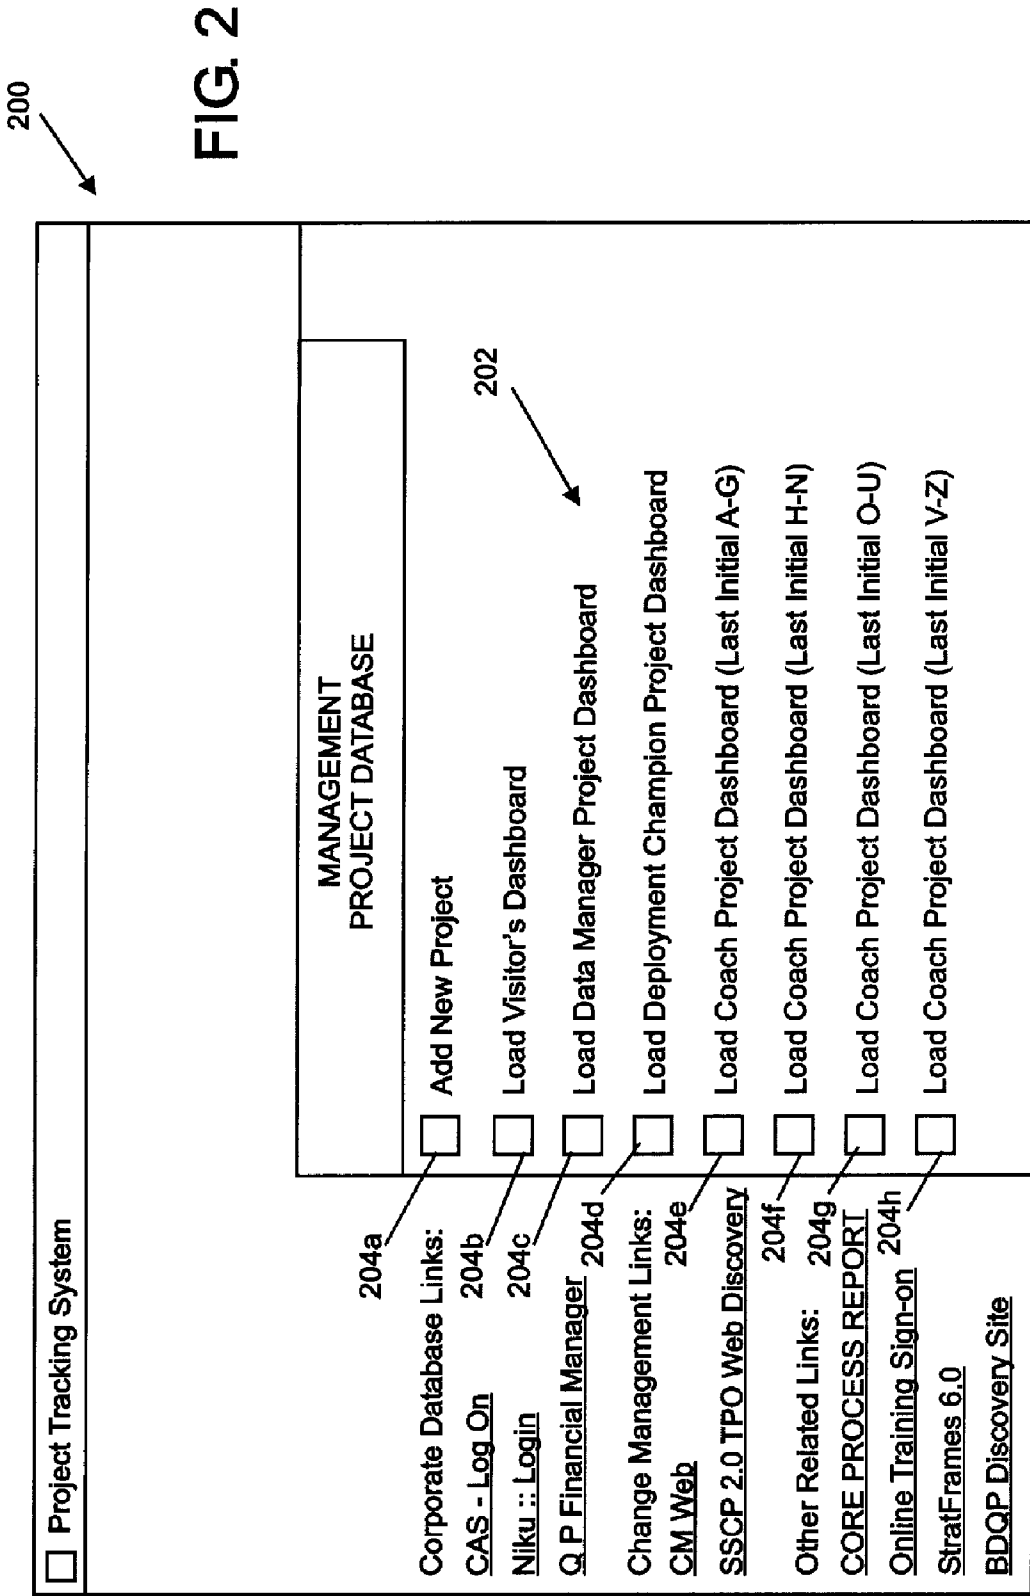 FIG. 2
200
Project Tracking System
MANAGEMENT
PROJECT DATABASE
202
204a
Add New Project
204b
Load Visitor's Dashboard
204c
Load Data Manager Project Dashboard
204d
Load Deployment Champion Project Dashboard
204e
Load Coach Project Dashboard (Last Initial A-G)
204f
Load Coach Project Dashboard (Last Initial H-N)
204g
Load Coach Project Dashboard (Last Initial O-U)
204h
Load Coach Project Dashboard (Last Initial V-Z)
Corporate Database Links:
CAS - Log On
Niku :: Login
Q P Financial Manager
Change Management Links:
CM Web
SSCP 2.0 TPO Web Discovery
Other Related Links:
CORE PROCESS REPORT
Online Training Sign-on
StratFrames 6.0
BDQP Discovery Site